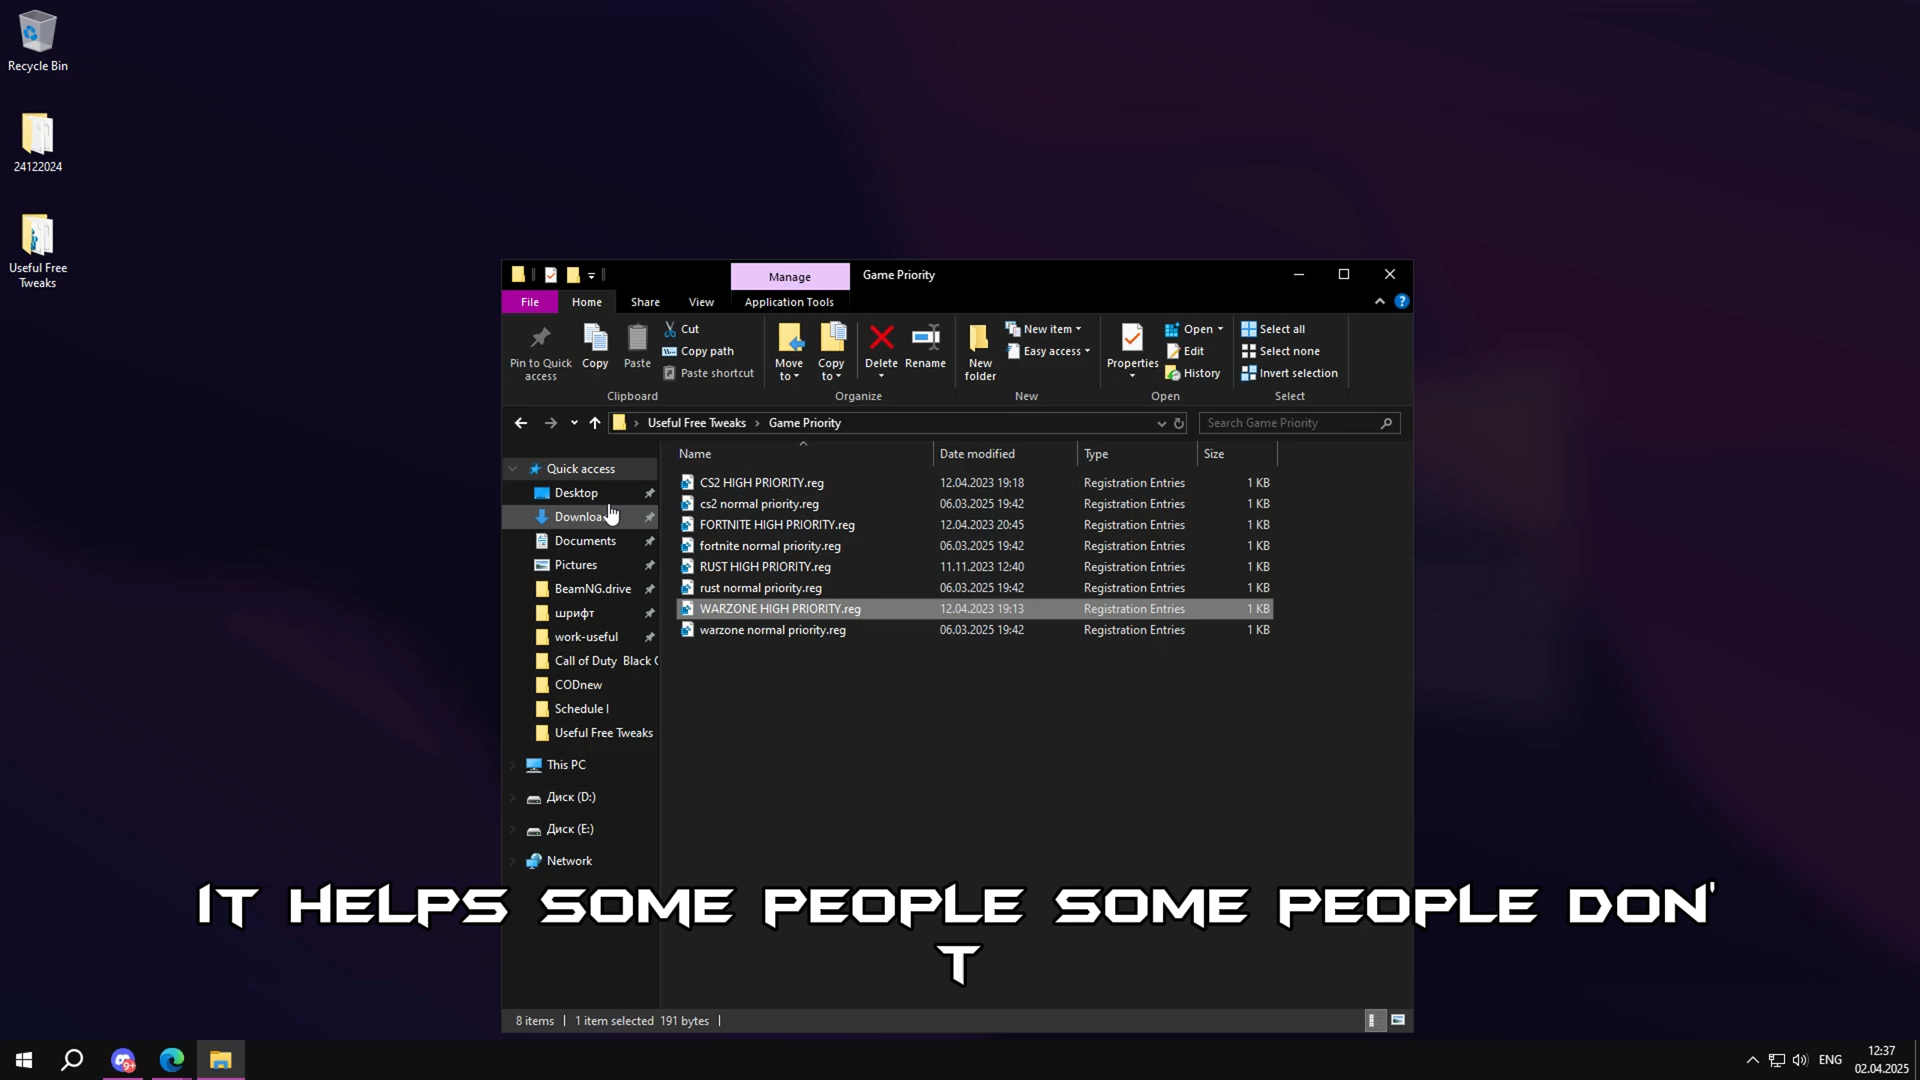 Recycle Bin
24122024
Useful Free
Tweaks
Manage
Game Priority
File
Home
Share
View
Application Tools
Pin to Quick
access
Copy
Paste
Cut
Copy path
Paste shortcut
Clipboard
Move
to
Copy
to
Delete
Rename
Organize
New
folder
New item
Easy access
New
Properties
Open
Edit
History
Open
Select all
Select none
Invert selection
Select
Useful Free Tweaks
Game Priority
Search Game Priority
Name
Date modified
Type
Size
CS2 HIGH PRIORITY.reg 12.04.2023 19:18 Registration Entries 1 KB
cs2 normal priority.reg 06.03.2025 19:42 Registration Entries 1 KB
FORTNITE HIGH PRIORITY.reg 12.04.2023 20:45 Registration Entries 1 KB
fortnite normal priority.reg 06.03.2025 19:42 Registration Entries 1 KB
RUST HIGH PRIORITY.reg 11.11.2023 12:40 Registration Entries 1 KB
rust normal priority.reg 06.03.2025 19:42 Registration Entries 1 KB
WARZONE HIGH PRIORITY.reg 12.04.2023 19:13 Registration Entries 1 KB
warzone normal priority.reg 06.03.2025 19:42 Registration Entries 1 KB
Quick access
Desktop
Downloa
Documents
Pictures
BeamNG.drive
шрифт
work-useful
Call of Duty Black
CODnew
Schedule I
Useful Free Tweaks
This PC
Диск (D:)
Диск (E:)
Network
IT HELPS SOME PEOPLE SOME PEOPLE DON'
T
8 items
1 item selected 191 bytes
9+
ENG
12:37
02.04.2025